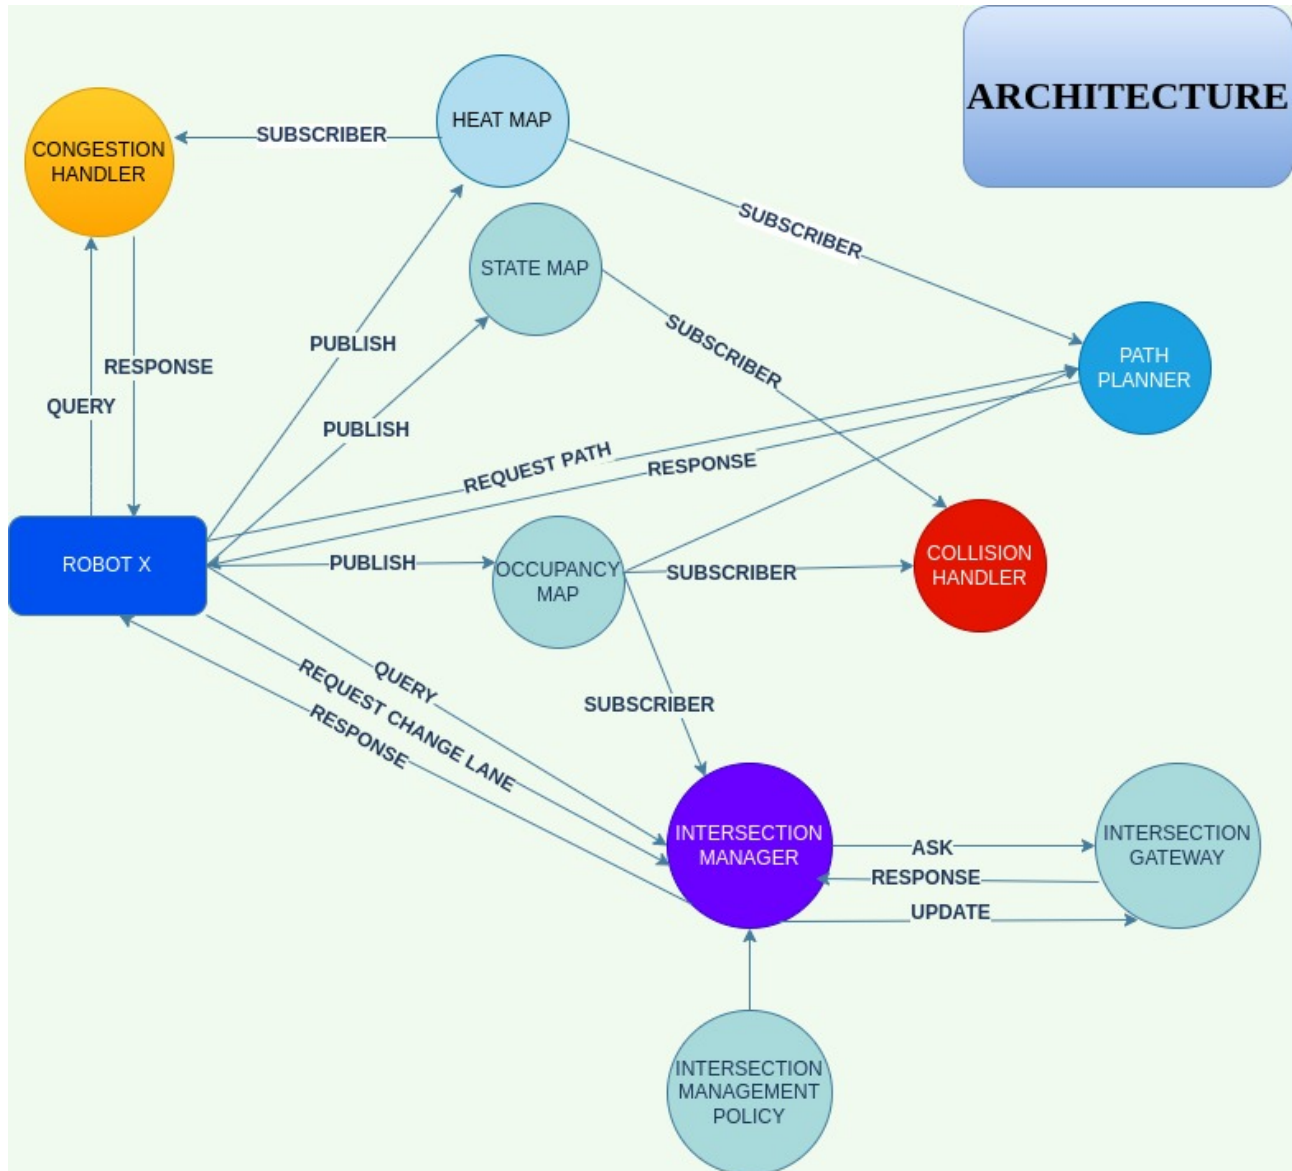 ARCHITECTURE
HEAT MAP
SUBSCRIBER
CONGESTION
HANDLER
SUBSCRIBER
STATE MAP
SUBSCRIBER
PUBLISH
PATH
PLANNER
RESPONSE
QUERY
PUBLISH
REQUEST PATH
RESPONSE
ROBOT X
PUBLISH
OCCUPANCY
MAP
SUBSCRIBER
COLLISION
HANDLER
QUERY
REQUEST CHANGE LANE
RESPONSE
SUBSCRIBER
INTERSECTION
MANAGER
ASK
RESPONSE
UPDATE
INTERSECTION
GATEWAY
INTERSECTION
MANAGEMENT
POLICY